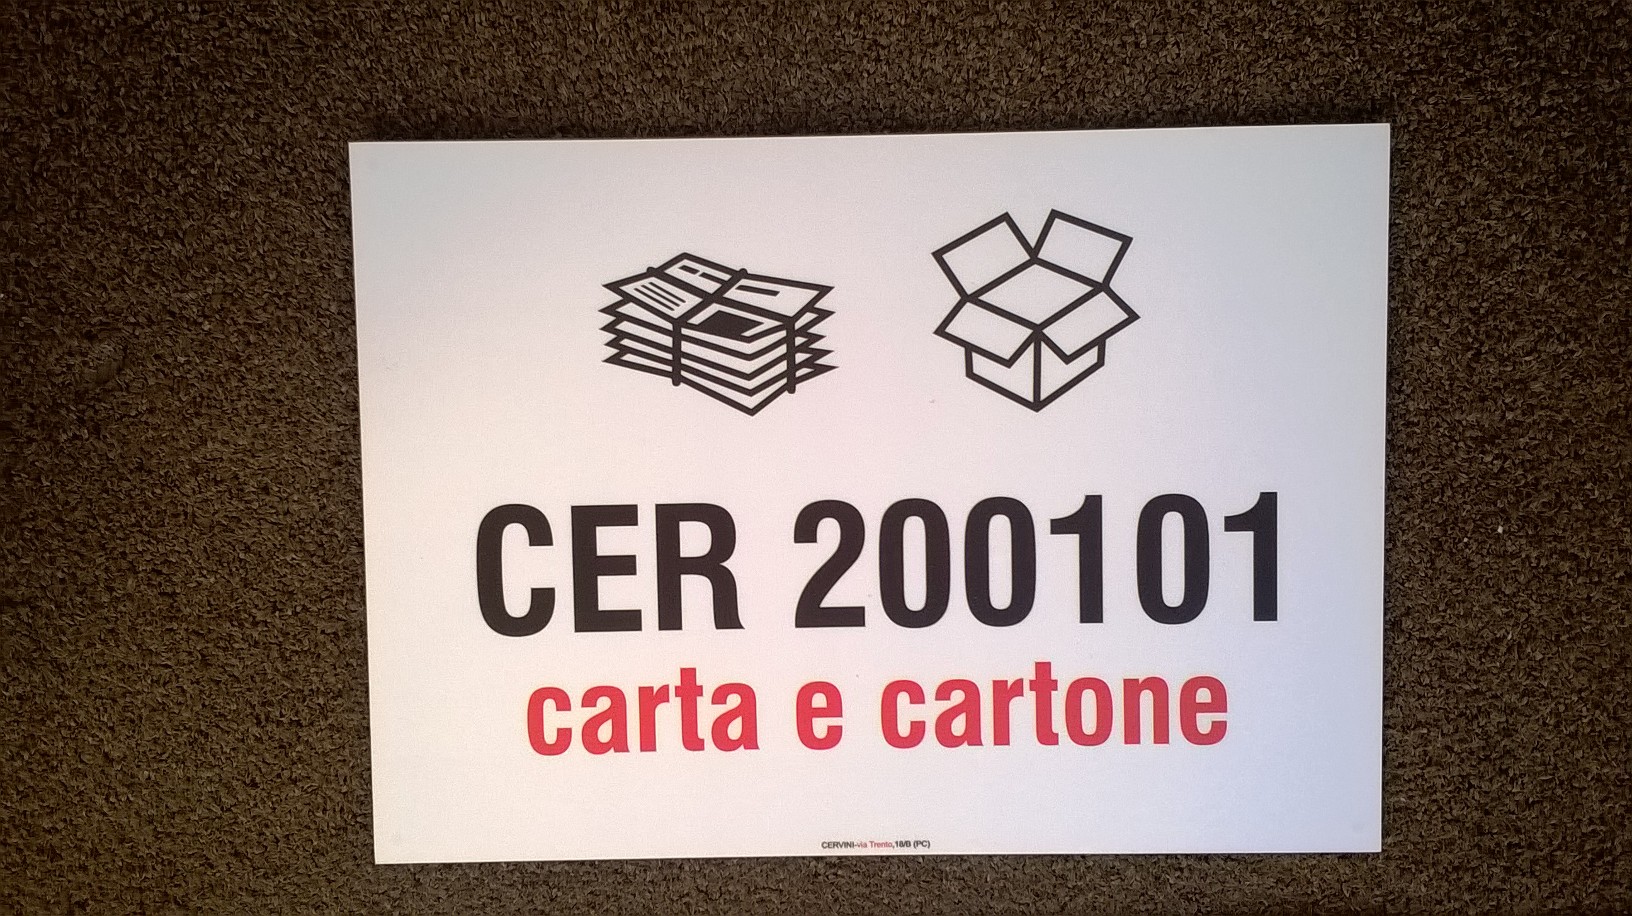 CER 200101
carta e cartone
CERVINI-via Trento,18/B (PC)